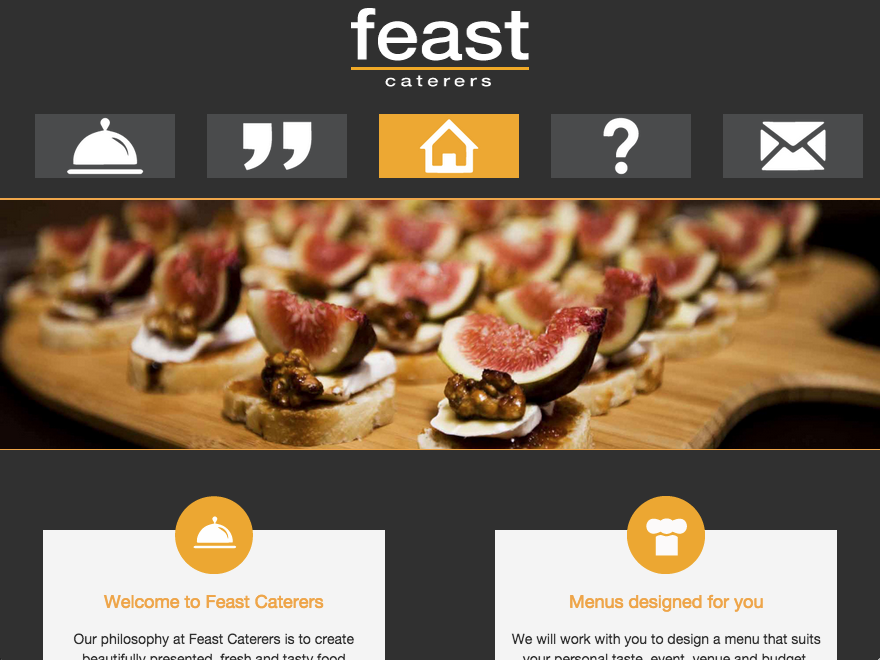 feast
caterers
Welcome to Feast Caterers
Our philosophy at Feast Caterers is to create
beautifully presented, fresh and tasty food
Menus designed for you
We will work with you to design a menu that suits
your personal taste, event, venue and budget